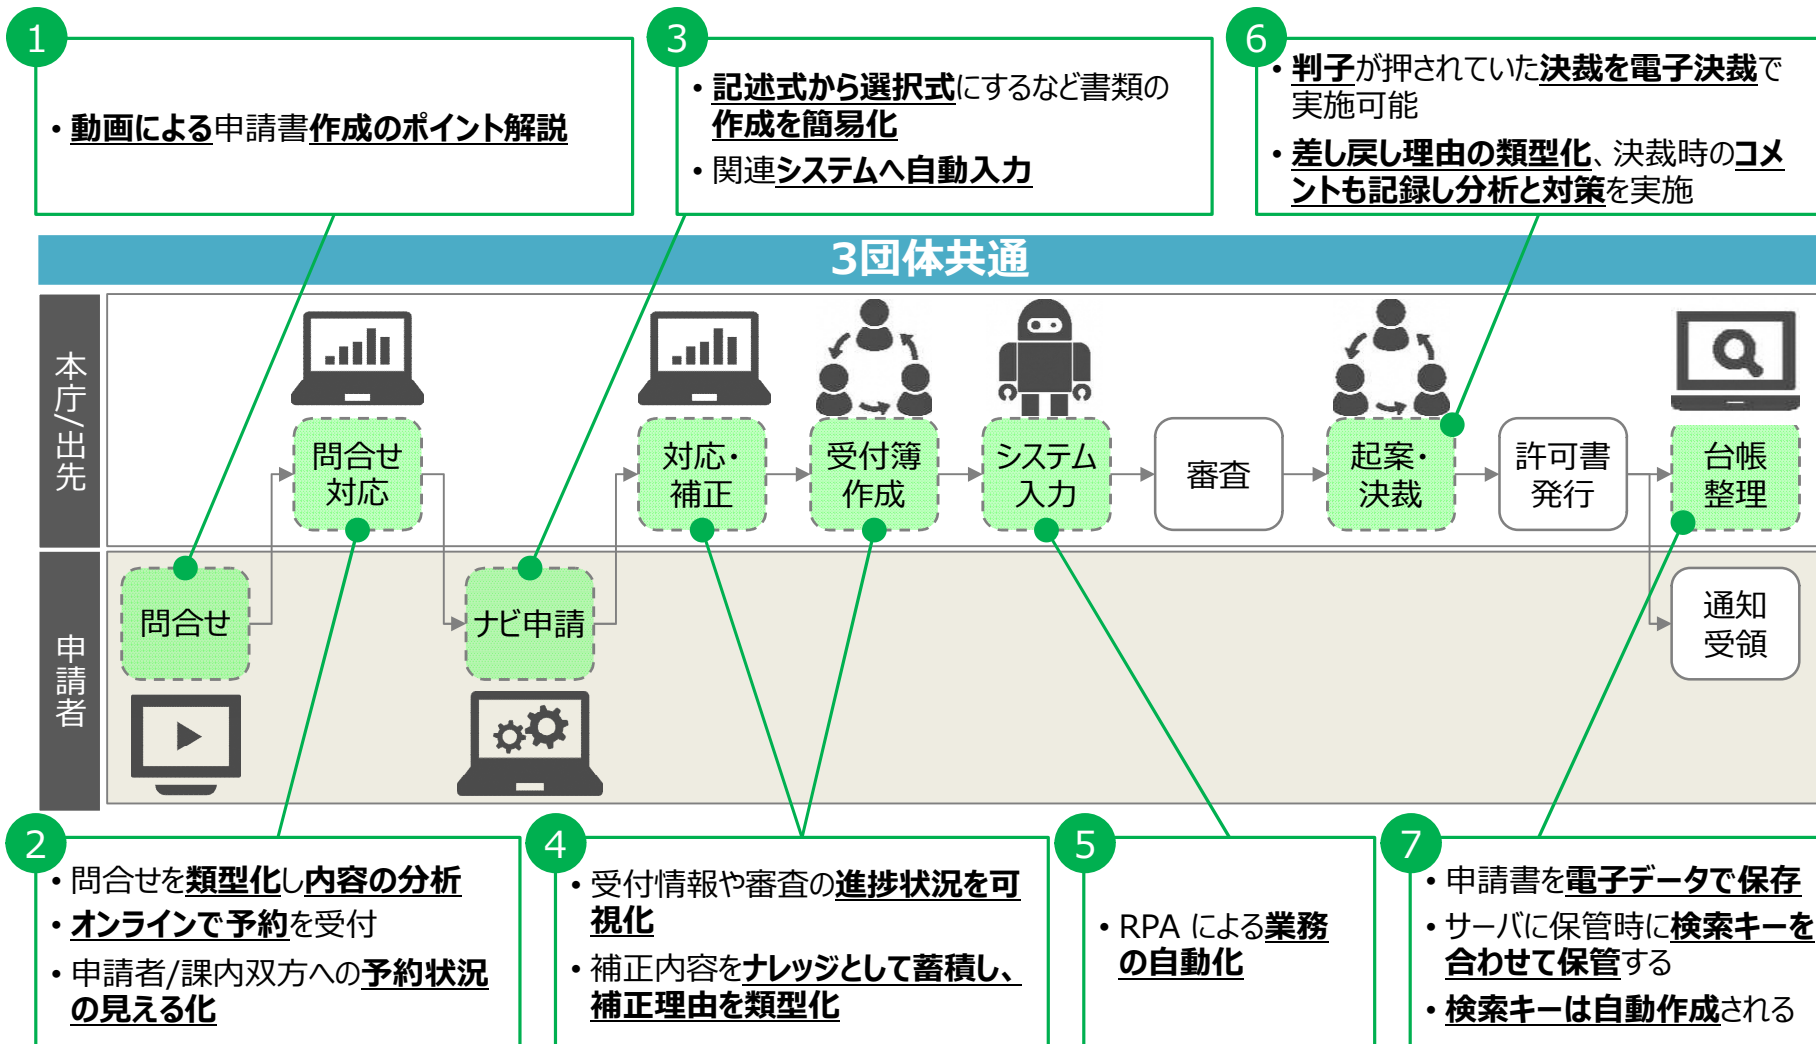 1
・動画による申請書作成のポイント解説
3
・記述式から選択式にするなど書類の
作成を簡易化
・関連システムへ自動入力
6
・判子が押されていた決裁を電子決裁で
実施可能
・差し戻し理由の類型化、決裁時のコメ
ントも記録し分析と対策を実施
3団体共通
本庁/出先
問合せ
対応
対応・
補正
受付簿
作成
システム
入力
審査
起案・
決裁
許可書
発行
台帳
整理
申請者
問合せ
ナビ申請
通知
受領
2
・問合せを類型化し内容の分析
・オンラインで予約を受付
・申請者/課内双方への予約状況
の見える化
4
・受付情報や審査の進捗状況を可
視化
・補正内容をナレッジとして蓄積し、
補正理由を類型化
5
・RPA による業務
の自動化
7
・申請書を電子データで保存
・サーバに保管時に検索キーを
合わせて保管する
・検索キーは自動作成される